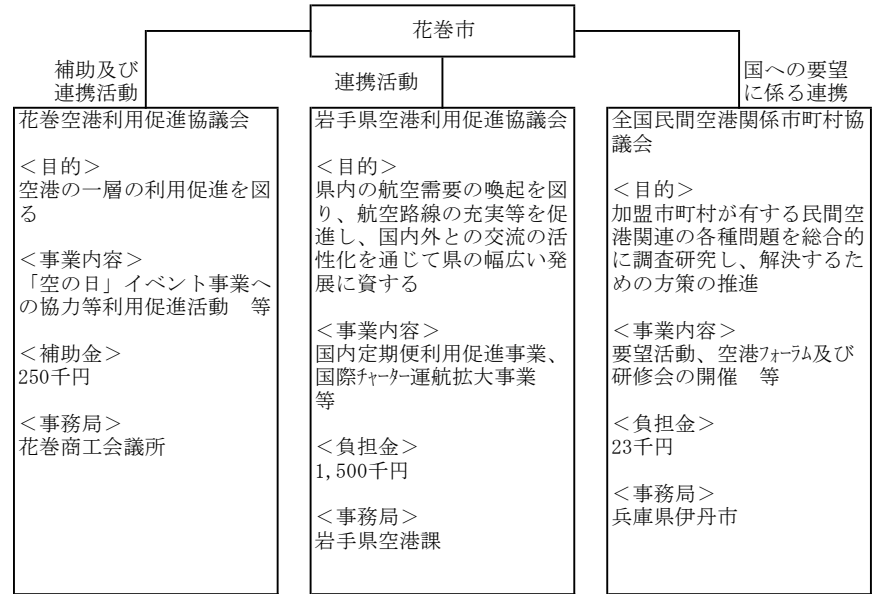 花巻市
補助及び
連携活動
連携活動
国への要望
に係る連携
花巻空港利用促進協議会
＜目的＞
空港の一層の利用促進を図
る
＜事業内容＞
「空の日」イベント事業へ
の協力等利用促進活動　等
＜補助金＞
250千円
＜事務局＞
花巻商工会議所
岩手県空港利用促進協議会
＜目的＞
県内の航空需要の喚起を図
り、航空路線の充実等を促
進し、国内外との交流の活
性化を通じて県の幅広い発
展に資する
＜事業内容＞
国内定期便利用促進事業、
国際ﾁｬｰﾀｰ運航拡大事業
等
＜負担金＞
1,500千円
＜事務局＞
岩手県空港課
全国民間空港関係市町村協
議会
＜目的＞
加盟市町村が有する民間空
港関連の各種問題を総合的
に調査研究し、解決するた
めの方策の推進
＜事業内容＞
要望活動、空港ﾌｫｰﾗﾑ及び
研修会の開催　等
＜負担金＞
23千円
＜事務局＞
兵庫県伊丹市